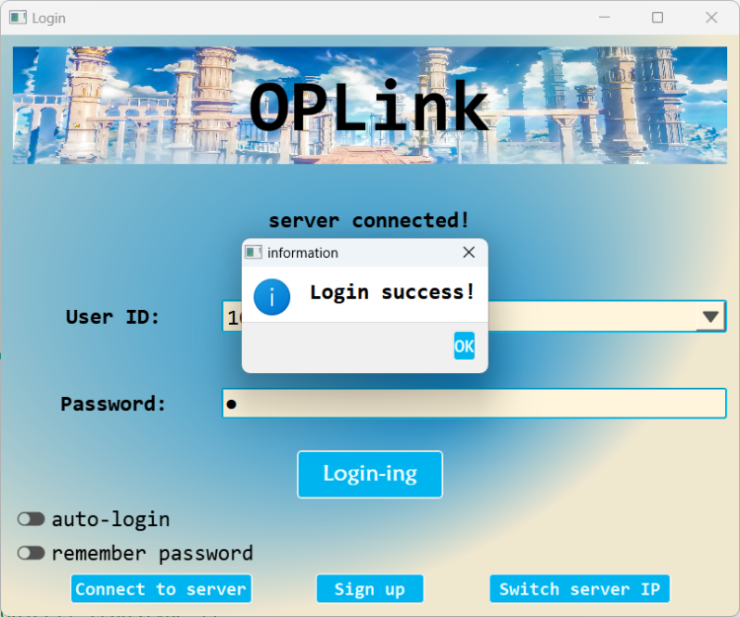 Login
OPLink
server connected!
information
Login success!
User ID:
OK
Password:
Login-ing
auto-login
remember password
Connect to server
Sign up
Switch server IP